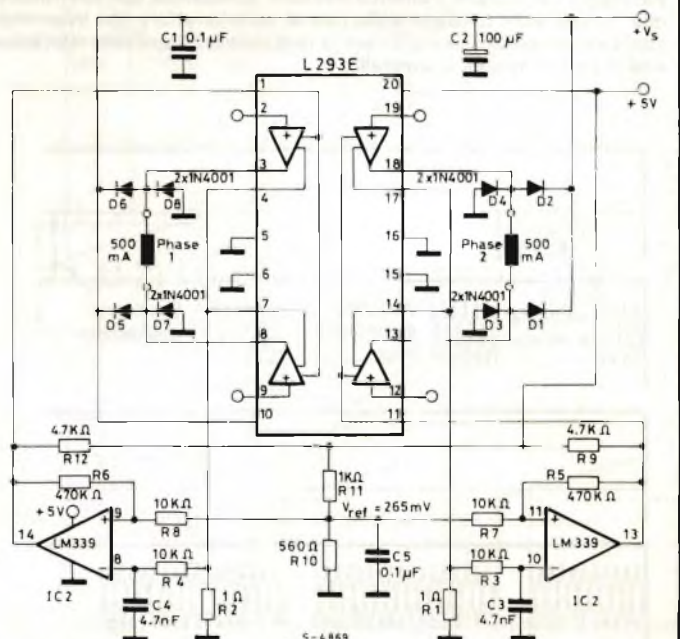 +Vs
C1 0.1µF
C2 100µF
L293E
+ 5V
1
20
2
19
3
18
2x1N4001
2x1N4001
4
17
D6
D8
D4
D2
500 mA
Phase 1
5
16
Phase 2
500 mA
6
15
2x1N4001
2x1N4001
7
14
D5
D7
D3
D1
8
13
9
12
10
11
4.7KΩ
R12
4.7KΩ
R9
R6
470KΩ
1KΩ
R11
R5
470KΩ
+5V
10KΩ
R8
Vref = 265mV
10KΩ
R7
14
9
11
13
LM339
LM339
10KΩ
R4
560Ω
R10
C5
0.1µF
10KΩ
R3
8
10
IC2
C4
4.7nF
1Ω
R2
1Ω
R1
C3
4.7nF
IC2
S-4869